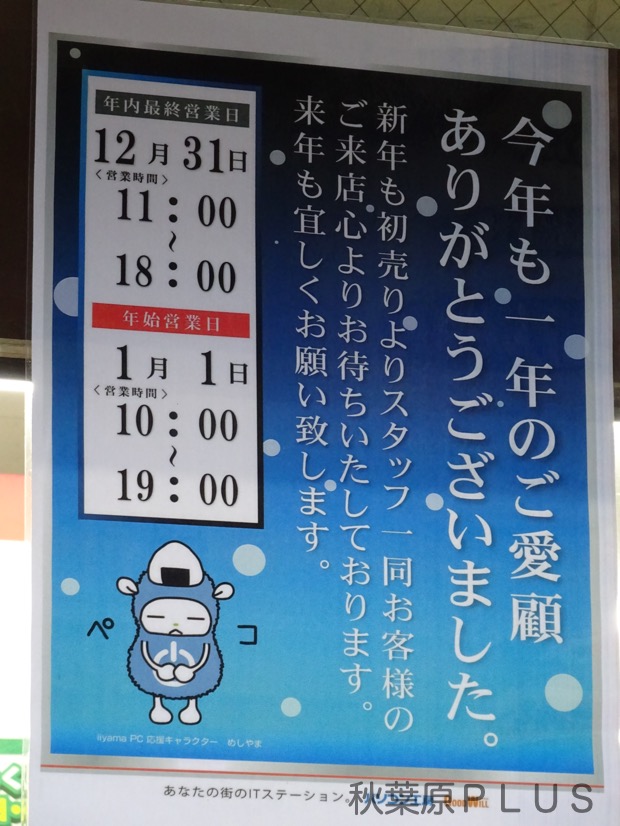 今年も一年のご愛顧
ありがとうございました。
新年も初売りよりスタッフ一同お客様の
ご来店心よりお待ちいたしております。
来年も宜しくお願い致します。
年内最終営業日
12月 31日
〈営業時間〉
11：00
～
18：00
年始営業日
1月 1日
〈営業時間〉
10：00
～
19：00
ペコ
iiyama PC 応援キャラクター めしやま
あなたの街のITステーション。
GOODWILL
秋葉原PLUS